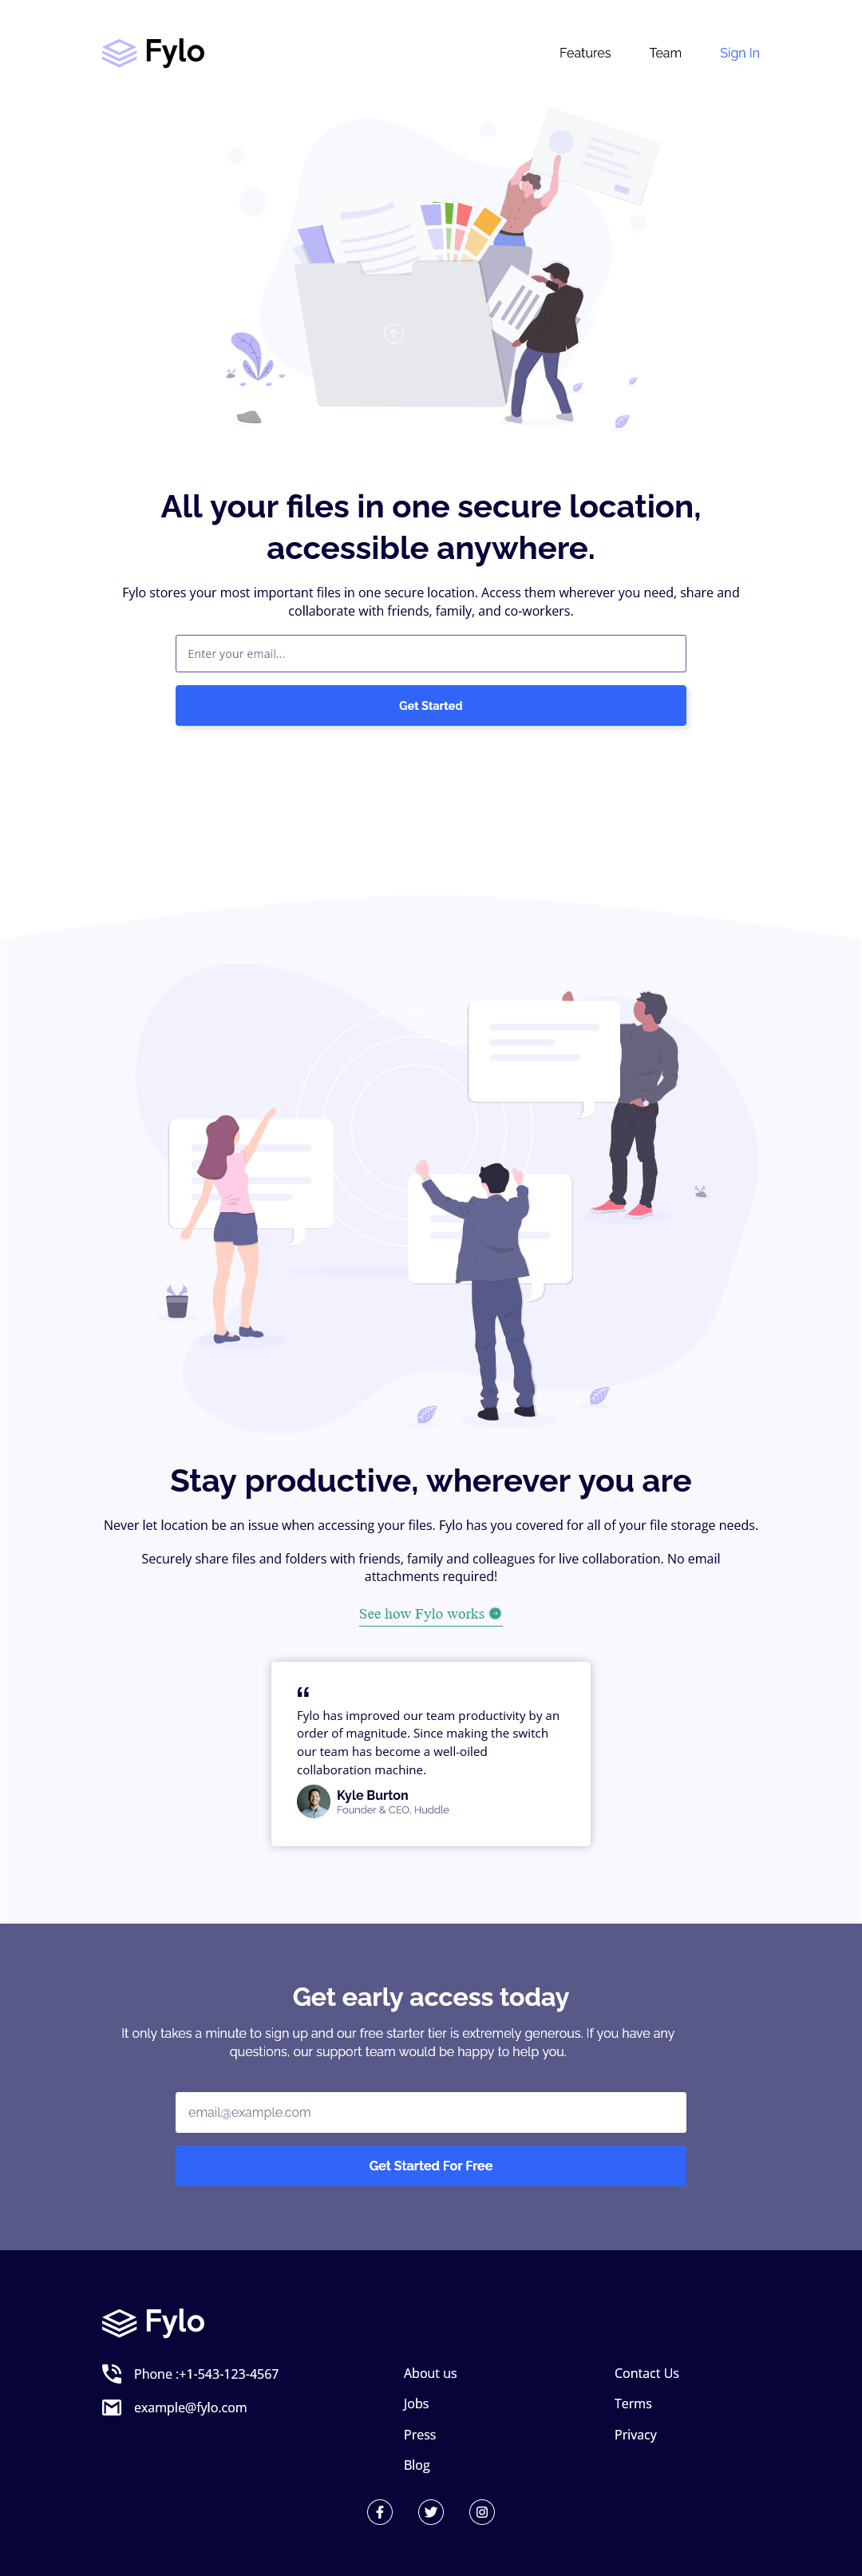 Fylo
Features
Team
Sign In
All your files in one secure location,
accessible anywhere.
Fylo stores your most important files in one secure location. Access them wherever you need, share and
collaborate with friends, family, and co-workers.
Enter your email...
Get Started
Stay productive, wherever you are
Never let location be an issue when accessing your files. Fylo has you covered for all of your file storage needs.
Securely share files and folders with friends, family and colleagues for live collaboration. No email
attachments required!
See how Fylo works
“
Fylo has improved our team productivity by an
order of magnitude. Since making the switch
our team has become a well-oiled
collaboration machine.
Kyle Burton
Founder & CEO, Huddle
Get early access today
It only takes a minute to sign up and our free starter tier is extremely generous. If you have any
questions, our support team would be happy to help you.
email@example.com
Get Started For Free
Fylo
Phone :+1-543-123-4567
example@fylo.com
About us
Jobs
Press
Blog
Contact Us
Terms
Privacy